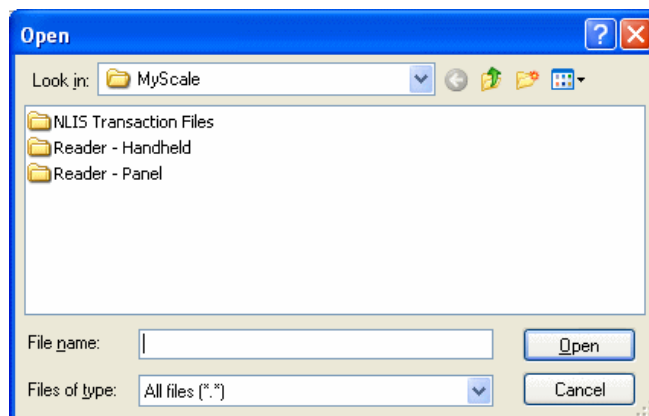 Open
Look in: MyScale
NLIS Transaction Files
Reader - Handheld
Reader - Panel
File name:
Open
Files of type: All files (*.*)
Cancel